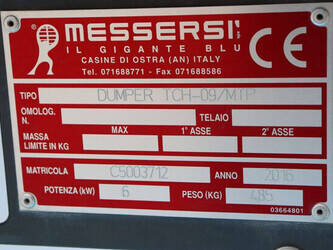 MESSERSI'
IL GIGANTE BLU
CASINE DI OSTRA (AN) ITALY
Tel. 071688771 - Fax 071688586
CE
TIPO DUMPER TCH-09/MTP
OMOLOG. N. TELAIO
MASSA LIMITE IN KG MAX 1° ASSE 2° ASSE
MATRICOLA C5003712 ANNO 2016
POTENZA (kW) 6 PESO (KG) 485
03664801